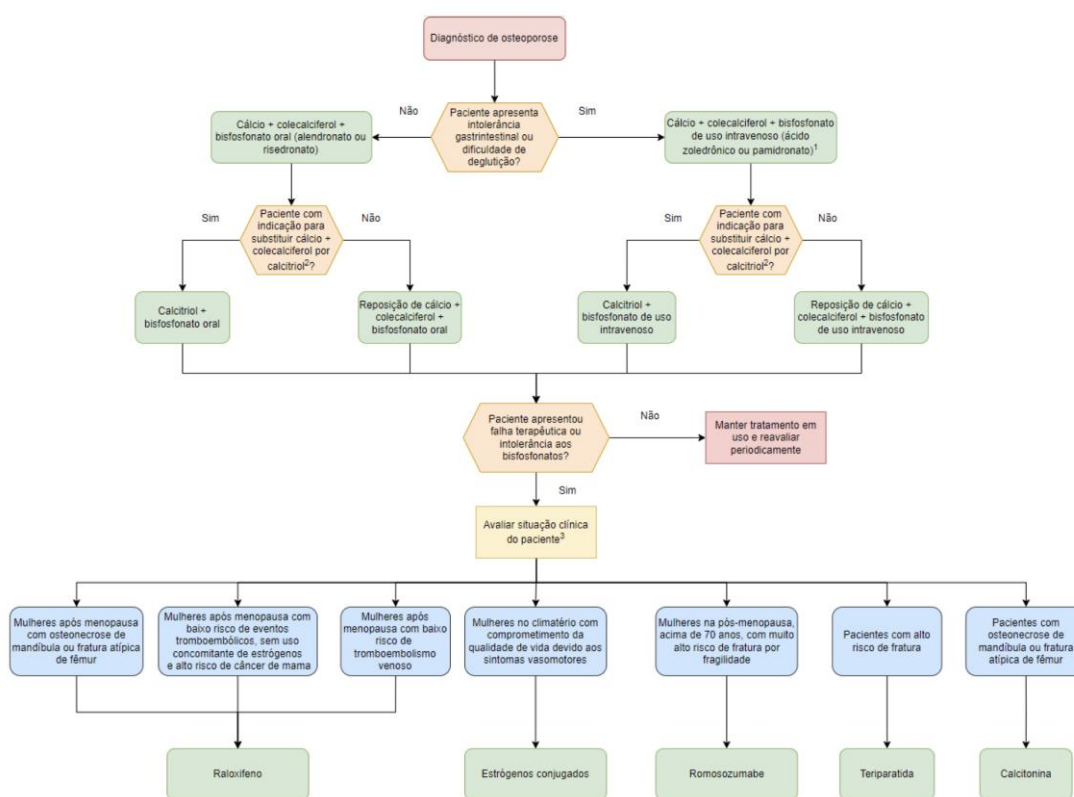 Diagnóstico de osteoporose
Não
Sim
Cálcio + colecalciferol +
bisfosfonato oral (alendronato ou
risedronato)
Paciente apresenta
intolerância
gastrintestinal ou
dificuldade de
deglutição?
Cálcio + colecalciferol + bisfosfonato
de uso intravenoso (ácido
zoledrônico ou pamidronato)¹
Sim
Paciente com
indicação para
substituir cálcio +
colecalciferol por
calcitriol²?
Não
Sim
Paciente com
indicação para
substituir cálcio +
colecalciferol por
calcitriol²?
Não
Calcitriol +
bisfosfonato oral
Reposição de cálcio +
colecalciferol +
bisfosfonato oral
Calcitriol +
bisfosfonato de uso
intravenoso
Reposição de cálcio +
colecalciferol + bisfosfonato
de uso intravenoso
Paciente apresentou
falha terapêutica ou
intolerância aos
bisfosfonatos?
Não
Manter tratamento em
uso e reavaliar
periodicamente
Sim
Avaliar situação clínica
do paciente³
Mulheres após menopausa
com osteonecrose de
mandíbula ou fratura atípica
de fêmur
Mulheres após menopausa com
baixo risco de eventos
tromboembólicos, sem uso
concomitante de estrógenos
e alto risco de câncer de mama
Mulheres após
menopausa com baixo
risco de
tromboembolismo
venoso
Mulheres no climatério com
comprometimento da
qualidade de vida devido aos
sintomas vasomotores
Mulheres na pós-menopausa,
acima de 70 anos, com muito
alto risco de fratura por
fragilidade
Pacientes com alto
risco de fratura
Pacientes com
osteonecrose de
mandíbula ou fratura
atípica de fêmur
Raloxifeno
Estrógenos conjugados
Romosozumabe
Teriparatida
Calcitonina